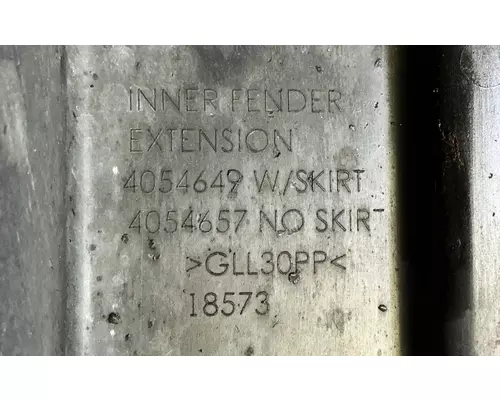 INNER FENDER
EXTENSION
4054649 W/SKIRT
4054657 NO SKIRT
>GLL30PP<
18573